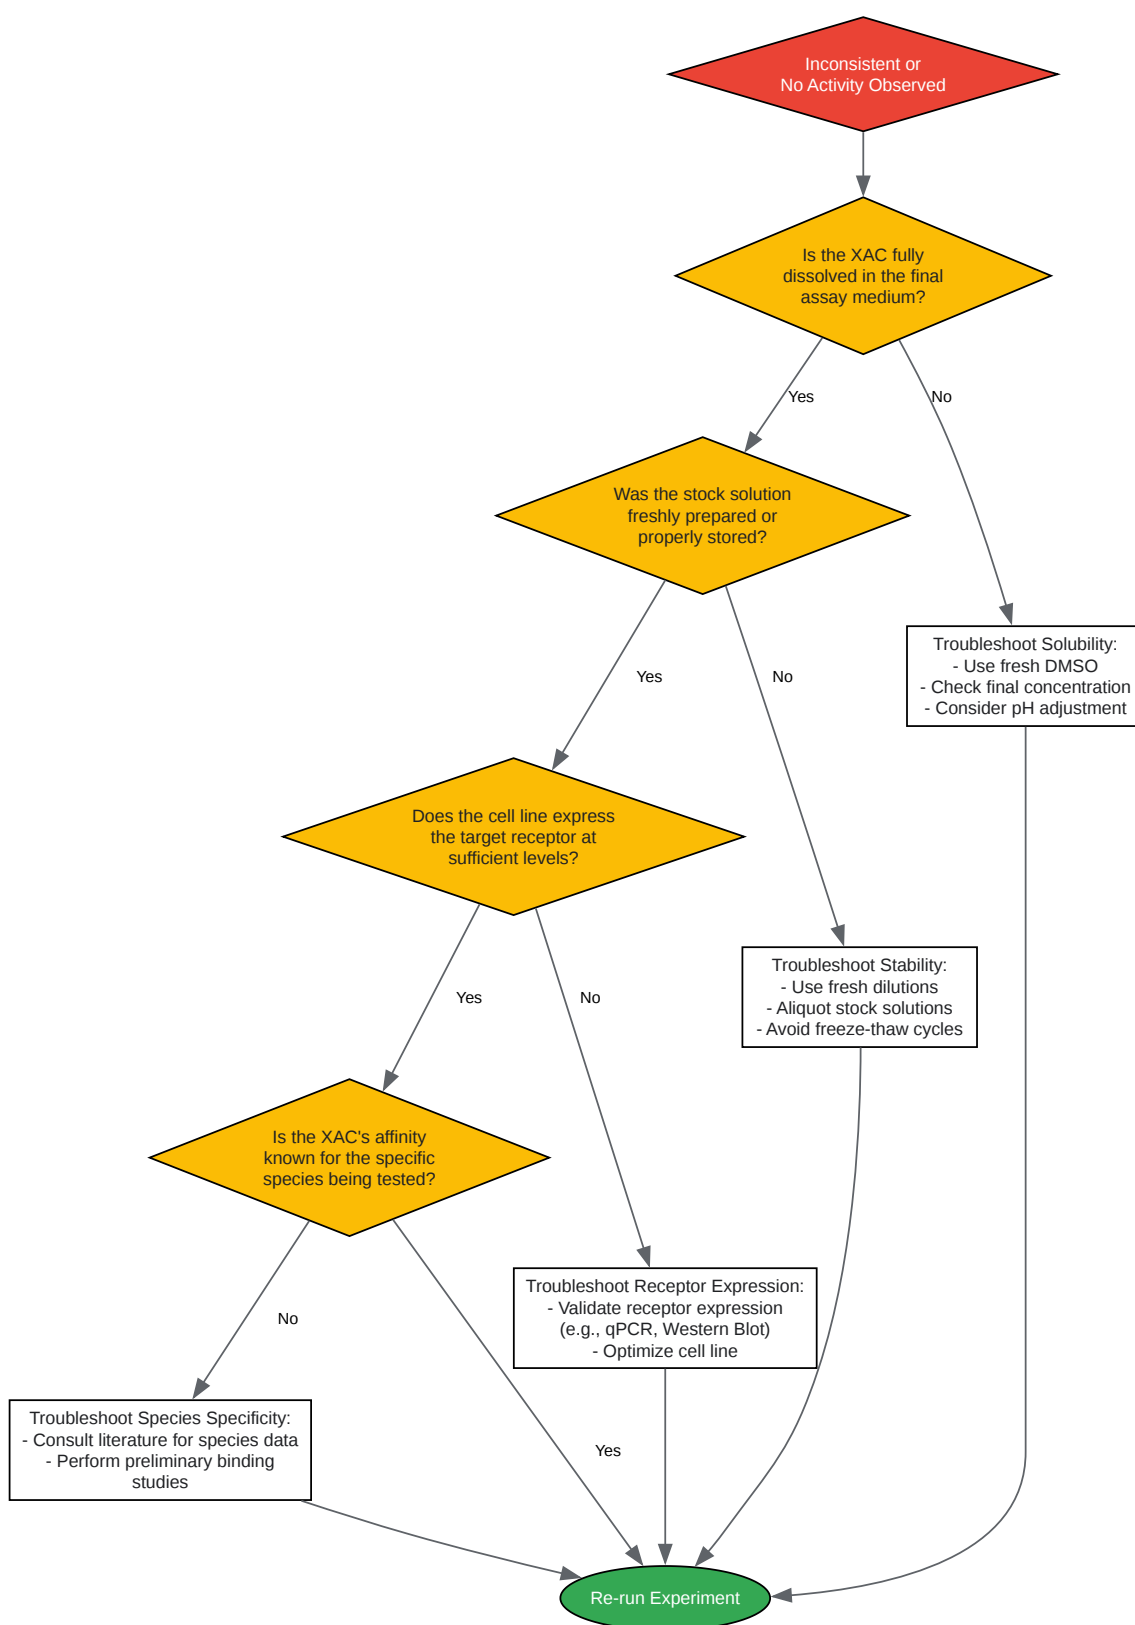 Inconsistent or
No Activity Observed
Is the XAC fully
dissolved in the final
assay medium?
Yes
No
Was the stock solution
freshly prepared or
properly stored?
Yes
No
Troubleshoot Solubility:
- Use fresh DMSO
- Check final concentration
- Consider pH adjustment
Does the cell line express
the target receptor at
sufficient levels?
Yes
No
Troubleshoot Stability:
- Use fresh dilutions
- Aliquot stock solutions
- Avoid freeze-thaw cycles
Is the XAC's affinity
known for the specific
species being tested?
No
Yes
Troubleshoot Receptor Expression:
- Validate receptor expression
(e.g., qPCR, Western Blot)
- Optimize cell line
Troubleshoot Species Specificity:
- Consult literature for species data
- Perform preliminary binding
studies
Re-run Experiment